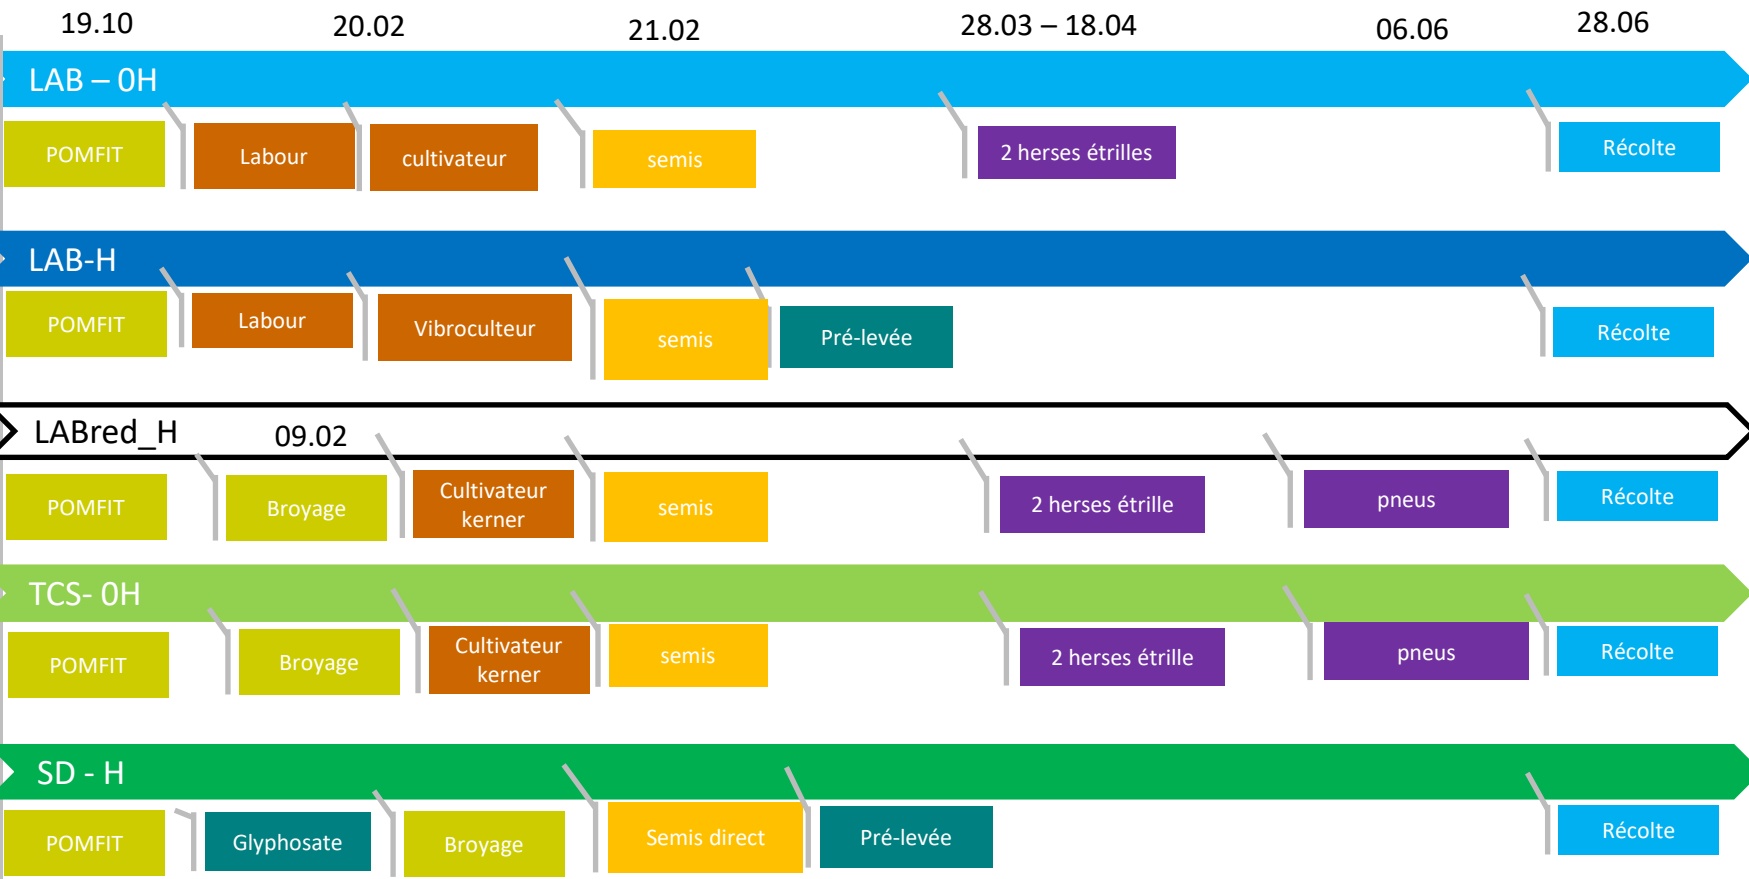 19.10
20.02
21.02
28.03 – 18.04
06.06
28.06
LAB – 0H
POMFIT
Labour
cultivateur
semis
2 herses étrilles
Récolte
LAB-H
POMFIT
Labour
Vibroculteur
semis
Pré-levée
Récolte
LABred_H
09.02
POMFIT
Broyage
Cultivateur
kerner
semis
2 herses étrille
pneus
Récolte
TCS- 0H
POMFIT
Broyage
Cultivateur
kerner
semis
2 herses étrille
pneus
Récolte
SD - H
POMFIT
Glyphosate
Broyage
Semis direct
Pré-levée
Récolte